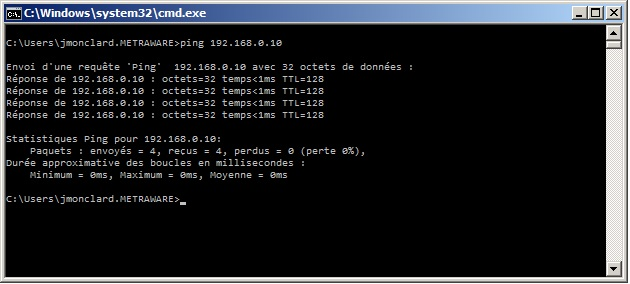 C:\Windows\system32\cmd.exe
C:\Users\jmonclard.METRAWARE>ping 192.168.0.10
Envoi d'une requête 'Ping'  192.168.0.10 avec 32 octets de données :
Réponse de 192.168.0.10 : octets=32 temps<1ms TTL=128
Réponse de 192.168.0.10 : octets=32 temps<1ms TTL=128
Réponse de 192.168.0.10 : octets=32 temps<1ms TTL=128
Réponse de 192.168.0.10 : octets=32 temps<1ms TTL=128
Statistiques Ping pour 192.168.0.10:
    Paquets : envoyés = 4, reçus = 4, perdus = 0 (perte 0%),
Durée approximative des boucles en millisecondes :
    Minimum = 0ms, Maximum = 0ms, Moyenne = 0ms
C:\Users\jmonclard.METRAWARE>_